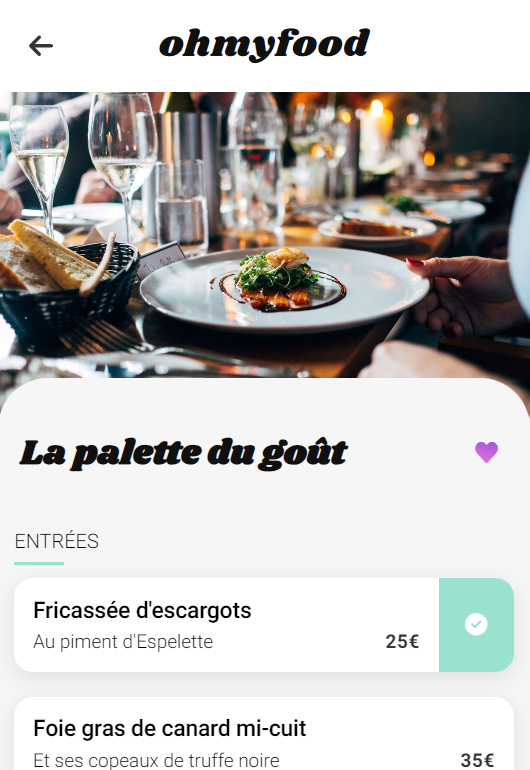 ohmyfood
La palette du goût
ENTRÉES
Fricassée d'escargots
Au piment d'Espelette
25€
Foie gras de canard mi-cuit
Et ses copeaux de truffe noire
35€